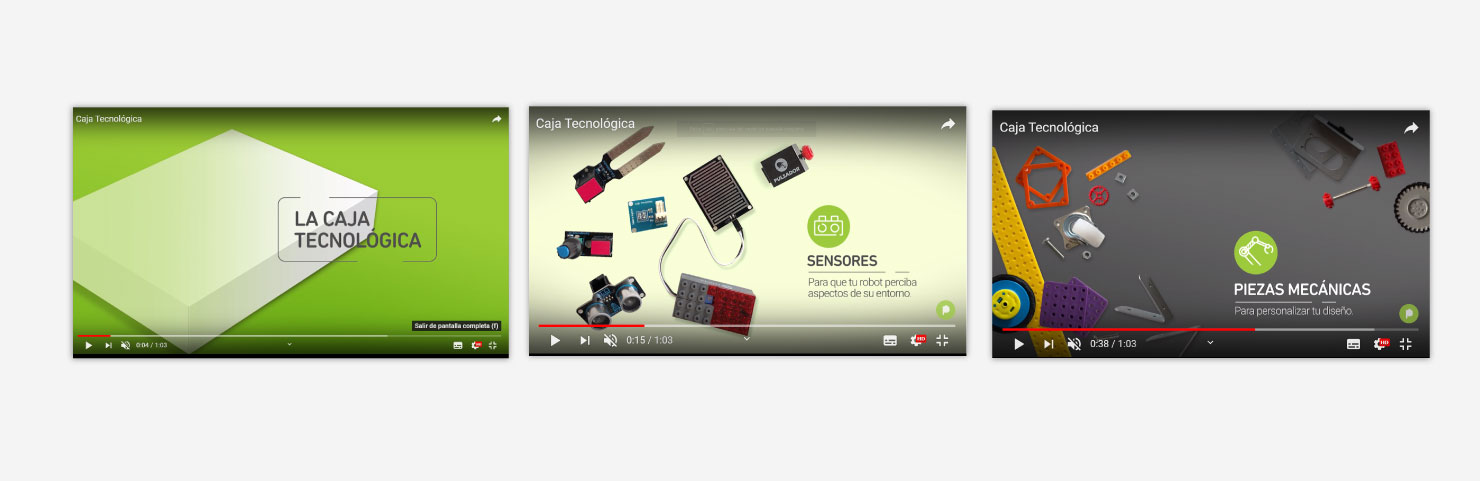 Caja Tecnológica
LA CAJA
TECNOLÓGICA
Salir de pantalla completa (f)
0:04 / 1:03
Caja Tecnológica
PULSADOR
SENSORES
Para que tu robot perciba
aspectos de su entorno.
HD
0:15 / 1:03
Caja Tecnológica
PIEZAS MECÁNICAS
Para personalizar tu diseño.
0:38 / 1:03
HD